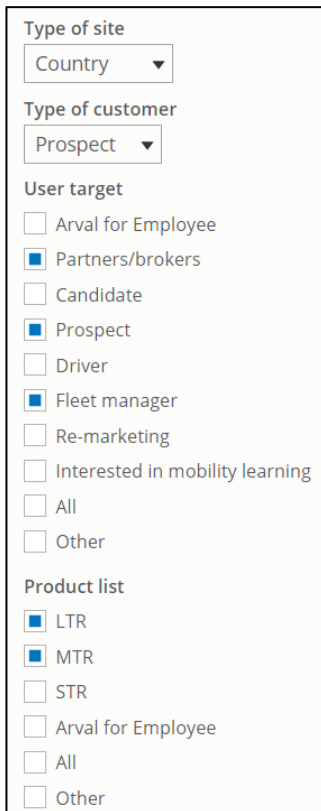 Type of site
Country
Type of customer
Prospect
User target
Arval for Employee
Partners/brokers
Candidate
Prospect
Driver
Fleet manager
Re-marketing
Interested in mobility learning
All
Other
Product list
LTR
MTR
STR
Arval for Employee
All
Other